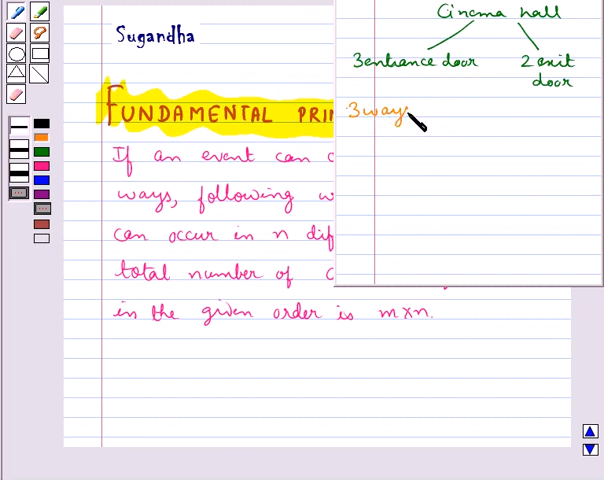 Sugandha
FUNDAMENTAL PRIN
If an event can
ways, following w
can occur in n dif
total number of
in the given order is m×n.
Cinema hall
3 entrance door 2 exit
door
3 ways